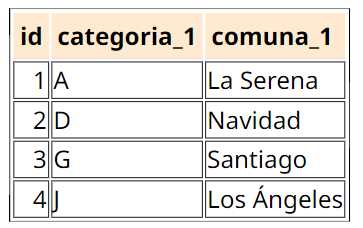 id categoria_1 comuna_1
1 A La Serena
2 D Navidad
3 G Santiago
4 J Los Ángeles